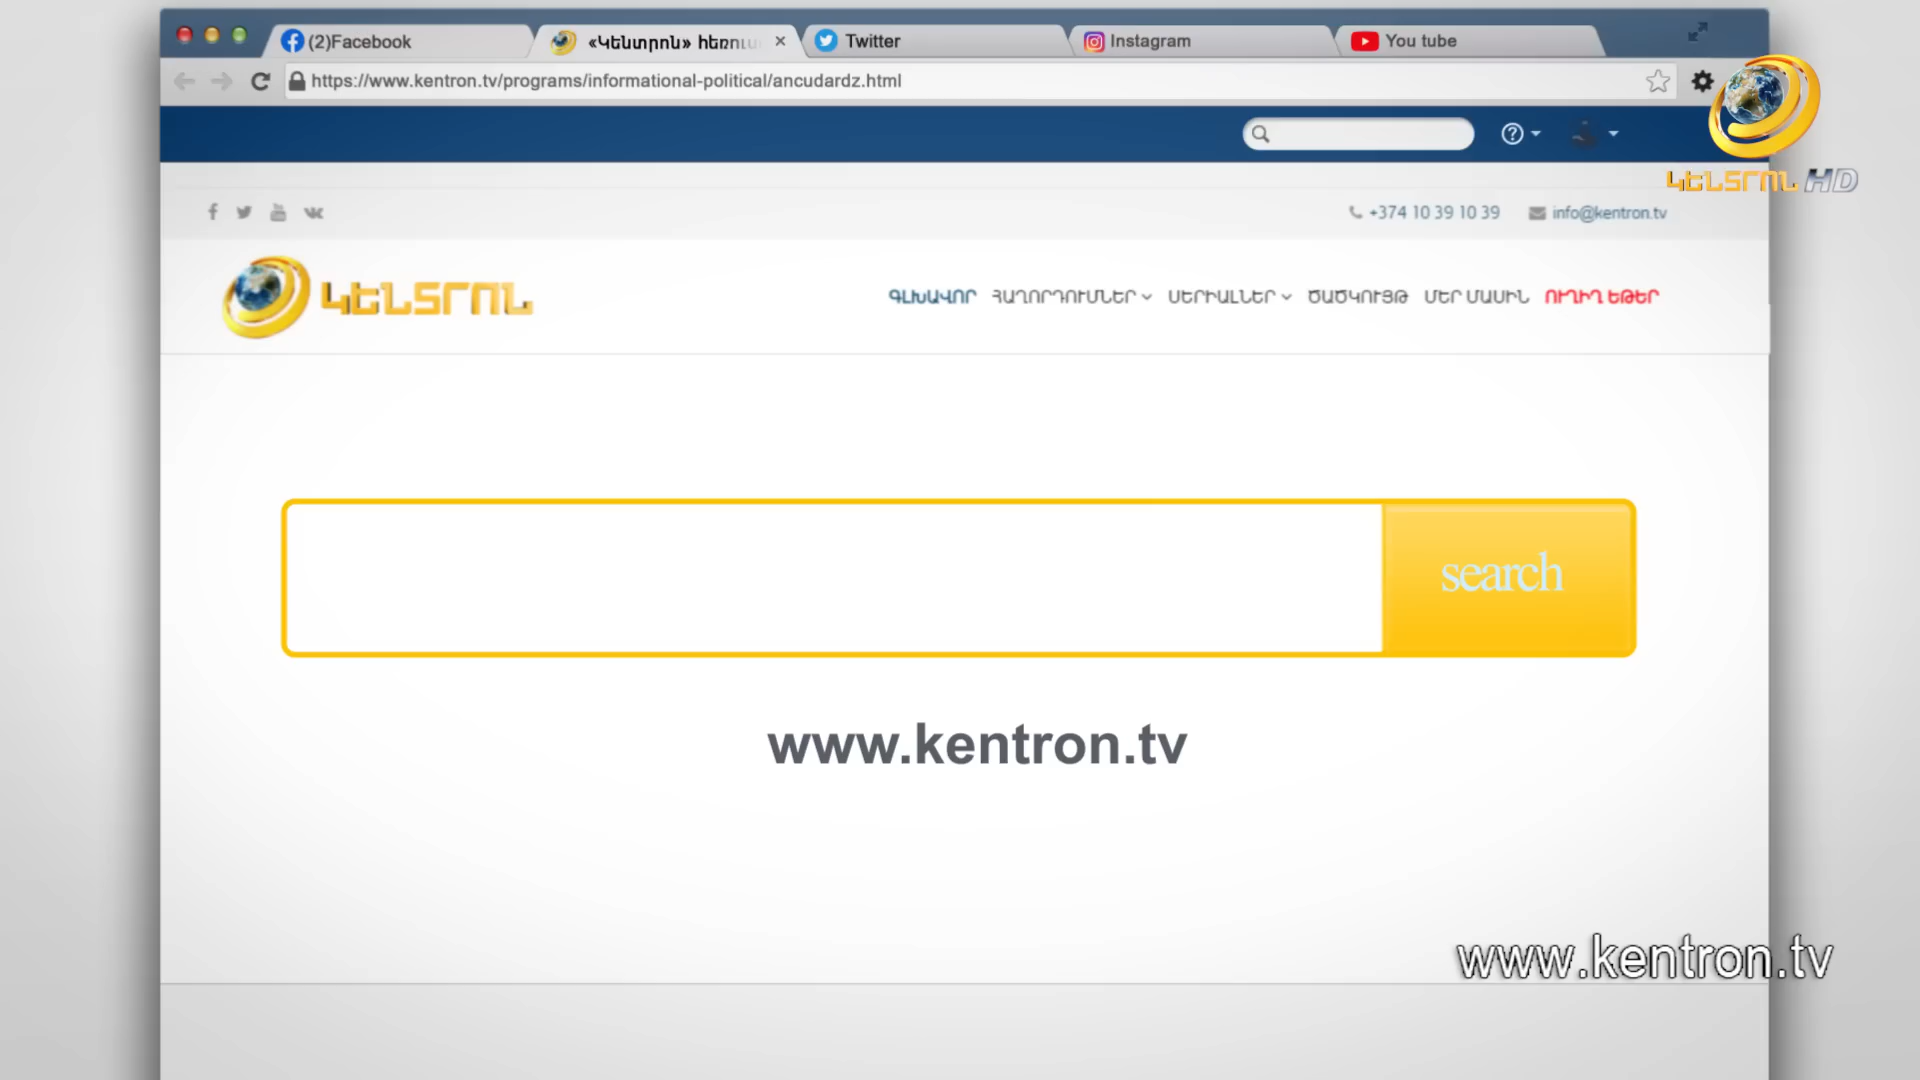 (2)Facebook
«Կենտրոն» հեռուս
Twitter
Instagram
You tube
https://www.kentron.tv/programs/informational-political/ancudardz.html
ԿԵՆՏՐՈՆ HD
+374 10 39 10 39
info@kentron.tv
ԿԵՆՏՐՈՆ
ԳԼԽԱՎՈՐ ՀԱՂՈՐԴՈՒՄՆԵՐ ՍԵՐԻԱԼՆԵՐ ԾԱԾԿՈՒՅԹ ՄԵՐ ՄԱՍԻՆ ՈՒՂԻՂ ԵԹԵՐ
search
www.kentron.tv
www.kentron.tv